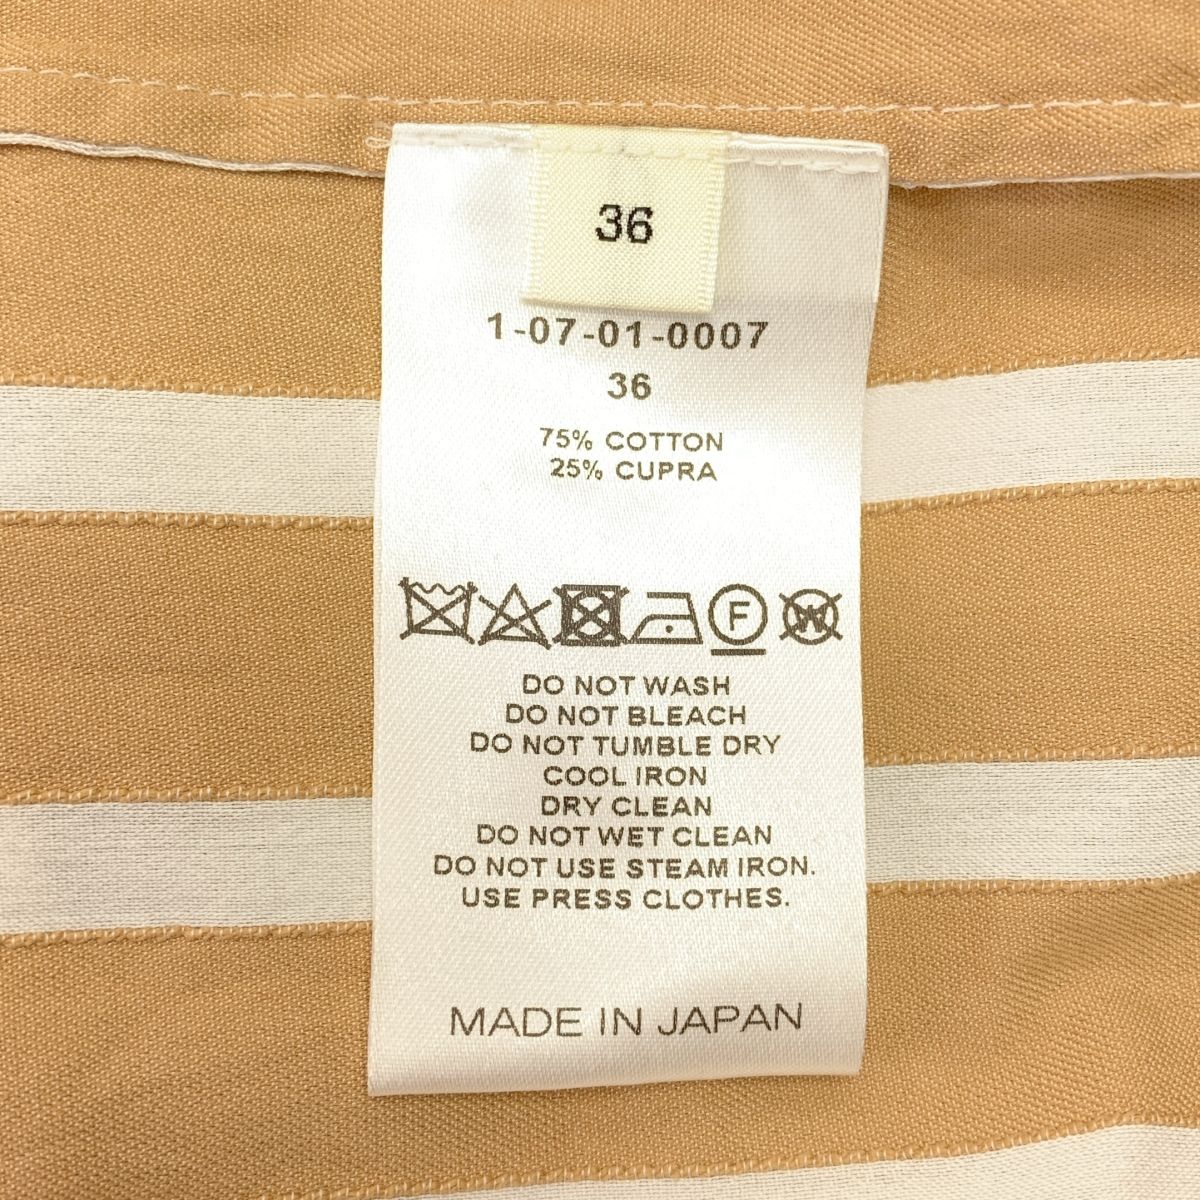 36
1-07-01-0007
36
75% COTTON
25% CUPRA
F W
DO NOT WASH
DO NOT BLEACH
DO NOT TUMBLE DRY
COOL IRON
DRY CLEAN
DO NOT WET CLEAN
DO NOT USE STEAM IRON.
USE PRESS CLOTHES.
MADE IN JAPAN